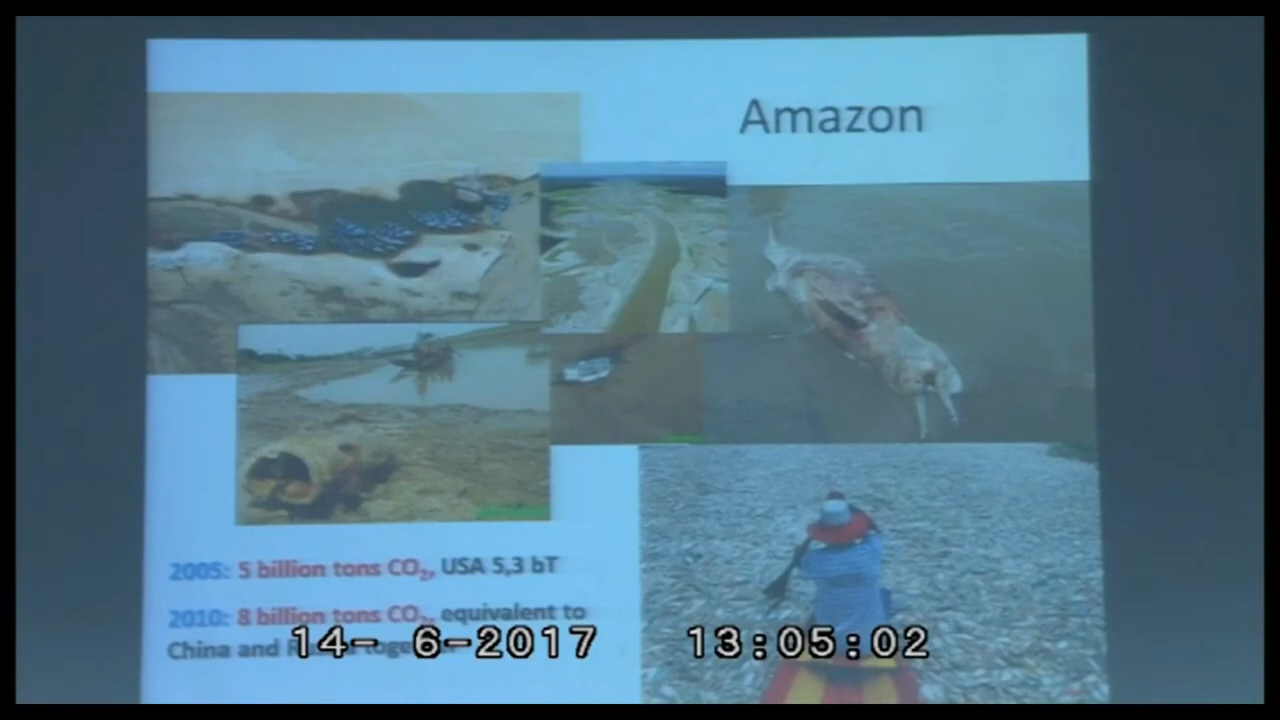 Amazon
2005: 5 billion tons CO₂, USA 5,3 bT
2010: 8 billion tons CO₂, equivalent to
China and
14- 6-2017 13:05:02